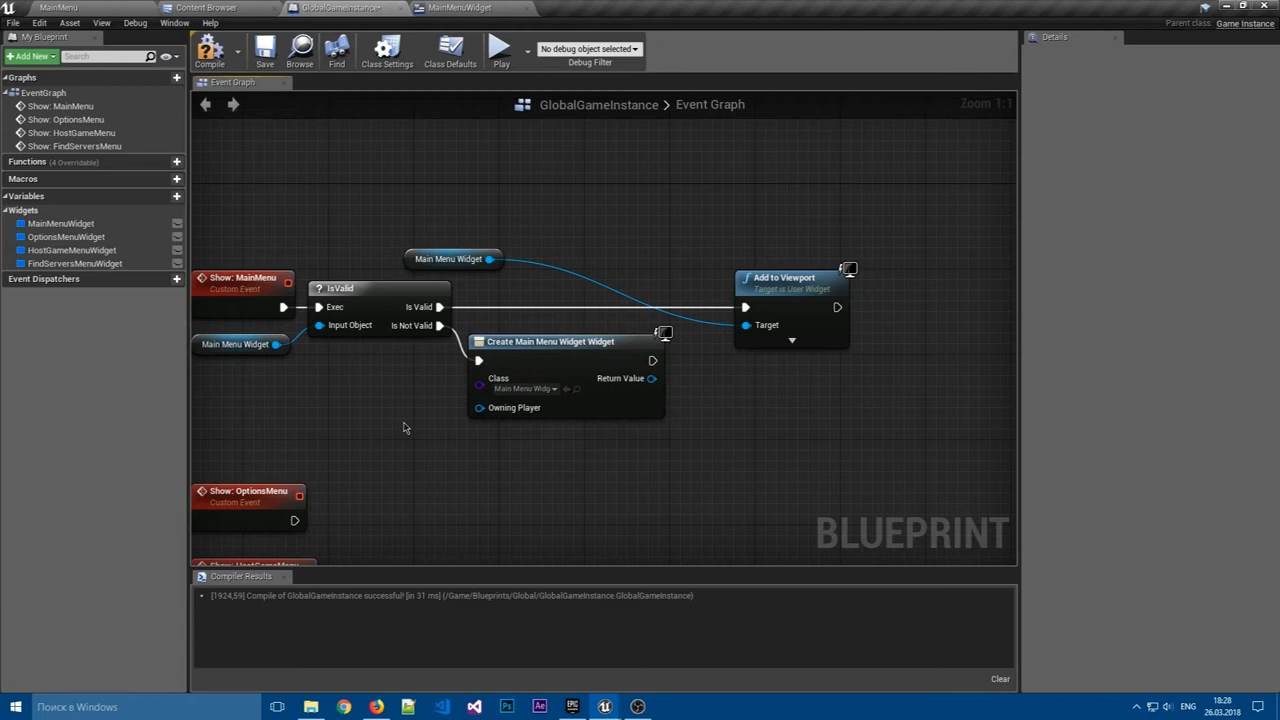 MainMenu
Content Browser
GlobalGameInstance*
MainMenuWidget
File Edit Asset View Debug Window Help
Parent class: Game Instance
My Blueprint
Add New
Search
Compile
Save
Browse
Find
Class Settings
Class Defaults
Play
No debug object selected
Debug Filter
Details
Graphs
EventGraph
Show: MainMenu
Show: OptionsMenu
Show: HostGameMenu
Show: FindServersMenu
Functions (4 Overridable)
Macros
Variables
Widgets
MainMenuWidget
OptionsMenuWidget
HostGameMenuWidget
FindServersMenuWidget
Event Dispatchers
Event Graph
GlobalGameInstance > Event Graph
Zoom 1:1
Main Menu Widget
Show: MainMenu
Custom Event
IsValid
Exec
Is Valid
Input Object
Is Not Valid
Main Menu Widget
Add to Viewport
Target is User Widget
Target
Create Main Menu Widget Widget
Class
Main Menu Widg
Return Value
Owning Player
Show: OptionsMenu
Custom Event
BLUEPRINT
Compiler Results
[1924,59] Compile of GlobalGameInstance successful! [in 31 ms] (/Game/Blueprints/Global/GlobalGameInstance.GlobalGameInstance)
Clear
Поиск в Windows
Ps
Ae
EPIC
ENG
18:28
26.03.2018